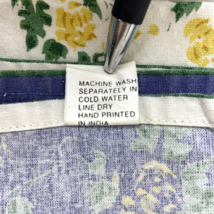 MACHINE WASH
SEPARATELY IN
COLD WATER
LINE DRY
HAND PRINTED
IN INDIA